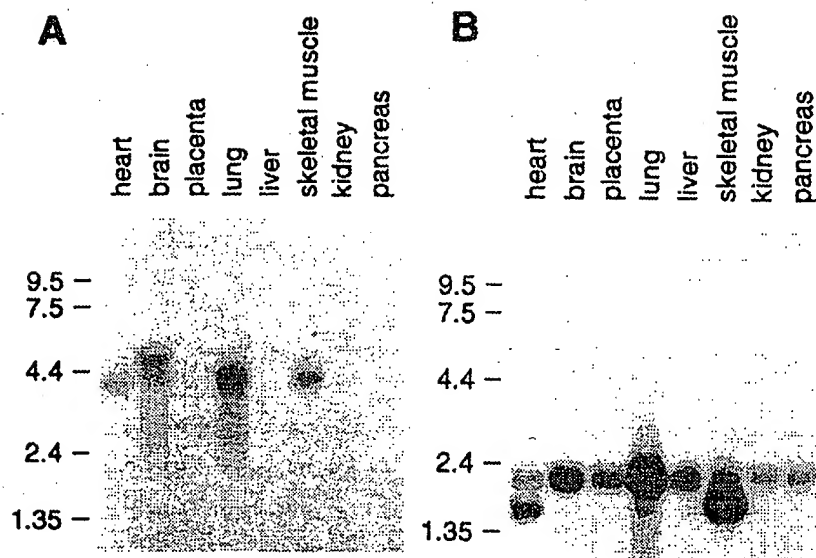 A
heart
brain
placenta
lung
liver
skeletal muscle
kidney
pancreas
9.5 –
7.5 –
4.4 –
2.4 –
1.35 –
B
heart
brain
placenta
lung
liver
skeletal muscle
kidney
pancreas
9.5 –
7.5 –
4.4 –
2.4 –
1.35 –